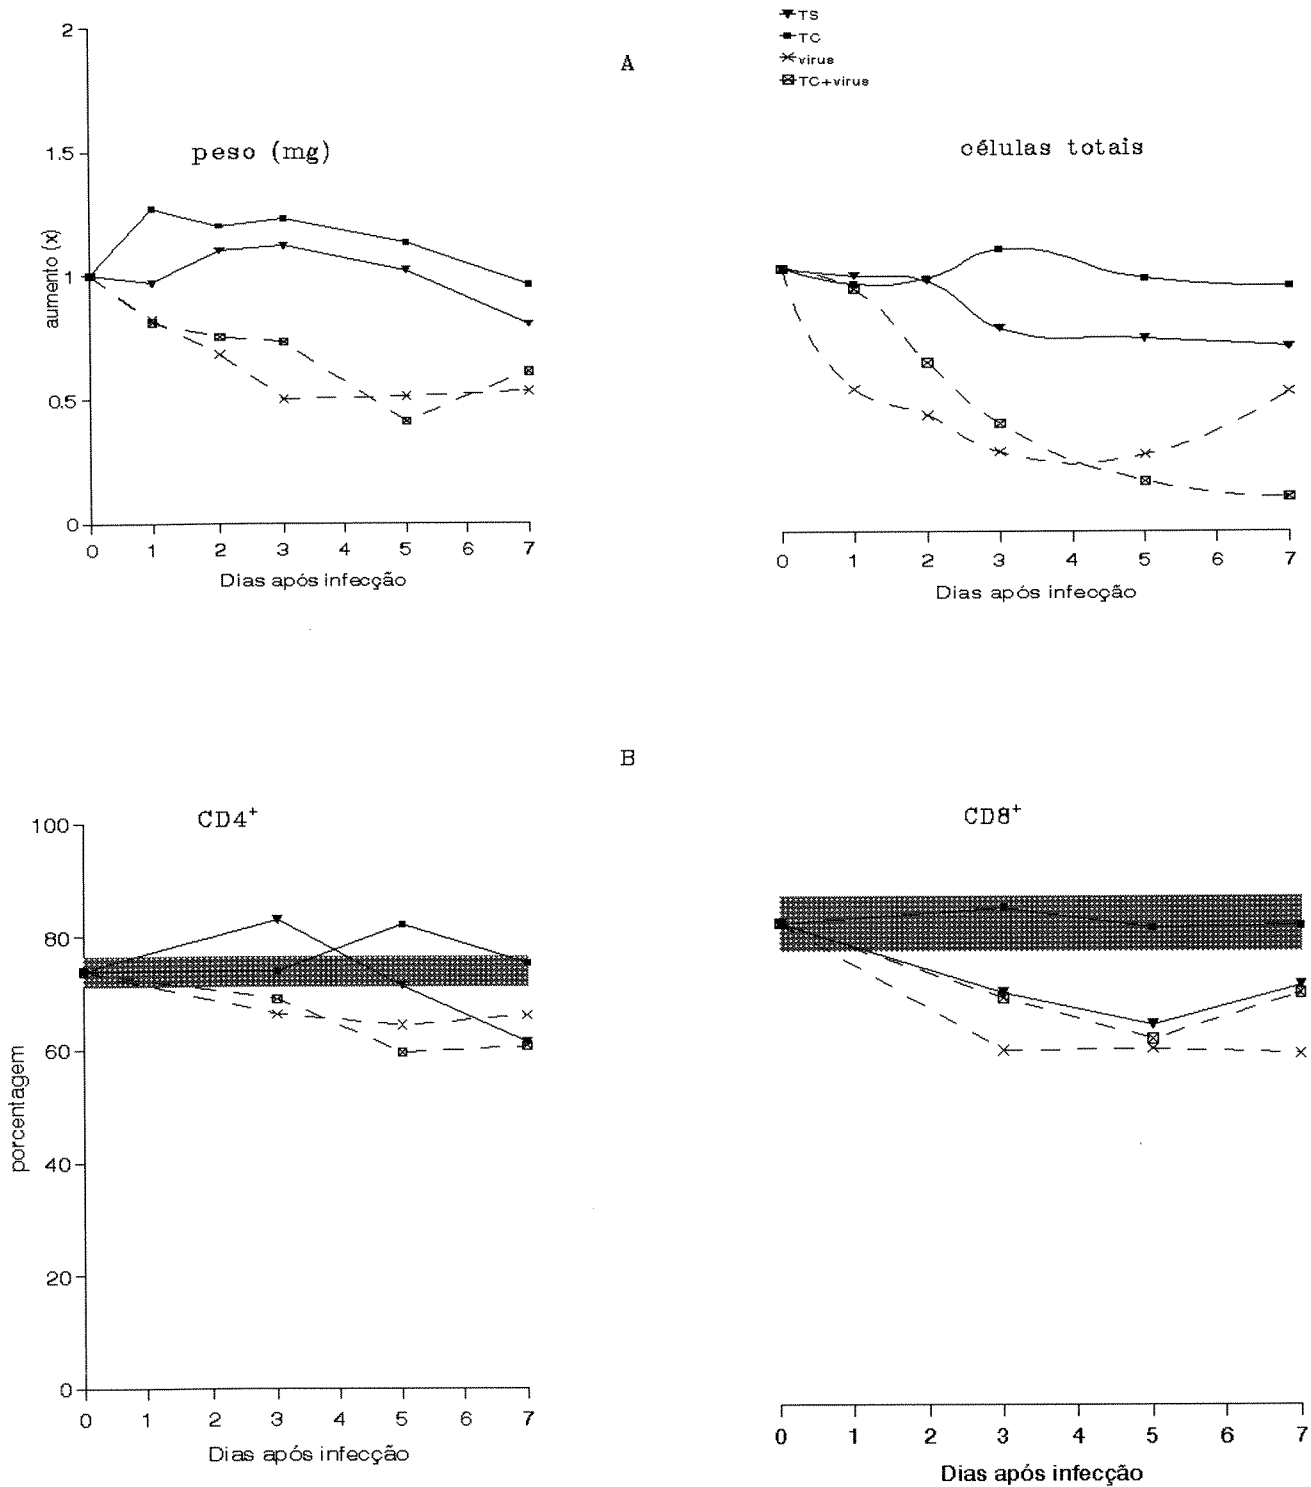 TS
TC
virus
TC+virus
A
peso (mg)
células totais
2
1.5
1
0.5
0
aumento (x)
0 1 2 3 4 5 6 7
Dias após infecção
0 1 2 3 4 5 6 7
Dias após infecção
B
CD4⁺
CD8⁺
100
80
60
40
20
0
porcentagem
0 1 2 3 4 5 6 7
Dias após infecção
0 1 2 3 4 5 6 7
Dias após infecção